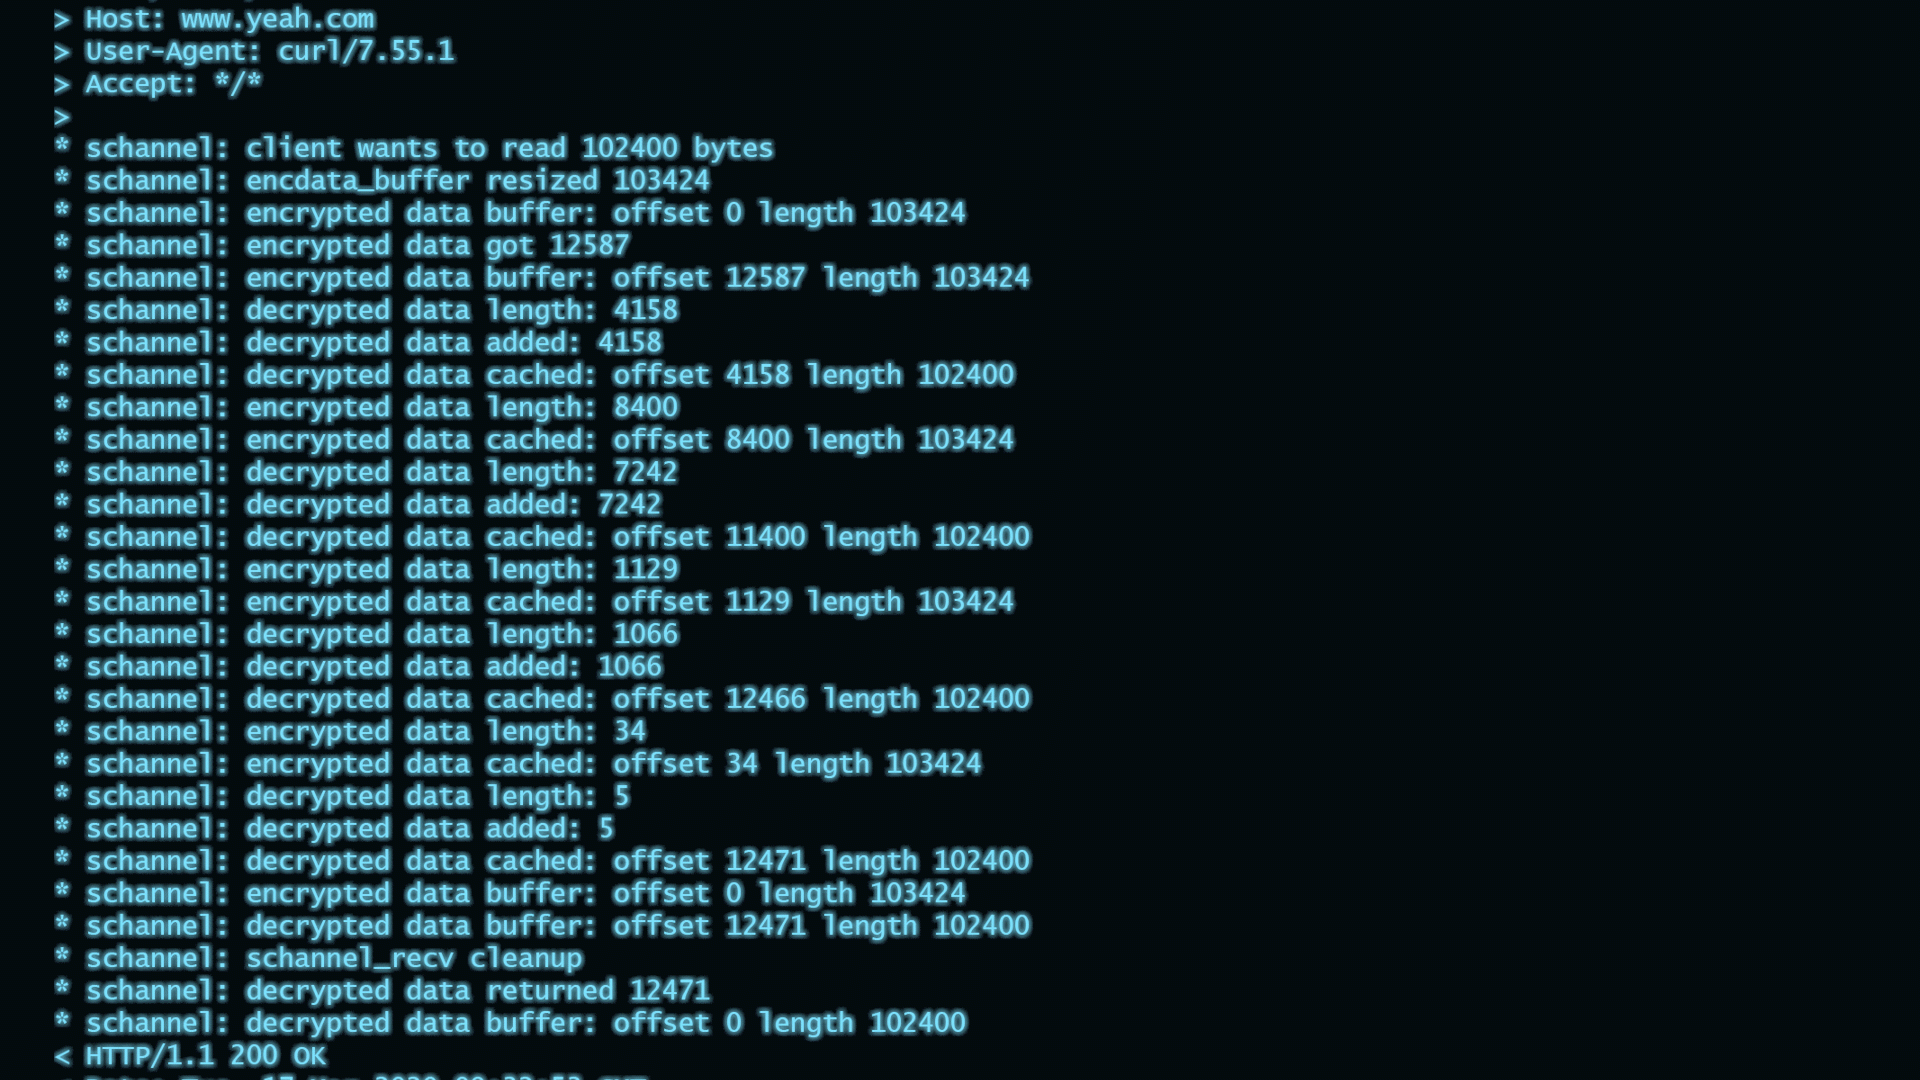 > Host: www.yeah.com
> User-Agent: curl/7.55.1
> Accept: */*
>
* schannel: client wants to read 102400 bytes
* schannel: encdata_buffer resized 103424
* schannel: encrypted data buffer: offset 0 length 103424
* schannel: encrypted data got 12587
* schannel: encrypted data buffer: offset 12587 length 103424
* schannel: decrypted data length: 4158
* schannel: decrypted data added: 4158
* schannel: decrypted data cached: offset 4158 length 102400
* schannel: encrypted data length: 8400
* schannel: encrypted data cached: offset 8400 length 103424
* schannel: decrypted data length: 7242
* schannel: decrypted data added: 7242
* schannel: decrypted data cached: offset 11400 length 102400
* schannel: encrypted data length: 1129
* schannel: encrypted data cached: offset 1129 length 103424
* schannel: decrypted data length: 1066
* schannel: decrypted data added: 1066
* schannel: decrypted data cached: offset 12466 length 102400
* schannel: encrypted data length: 34
* schannel: encrypted data cached: offset 34 length 103424
* schannel: decrypted data length: 5
* schannel: decrypted data added: 5
* schannel: decrypted data cached: offset 12471 length 102400
* schannel: encrypted data buffer: offset 0 length 103424
* schannel: decrypted data buffer: offset 12471 length 102400
* schannel: schannel_recv cleanup
* schannel: decrypted data returned 12471
* schannel: decrypted data buffer: offset 0 length 102400
< HTTP/1.1 200 OK